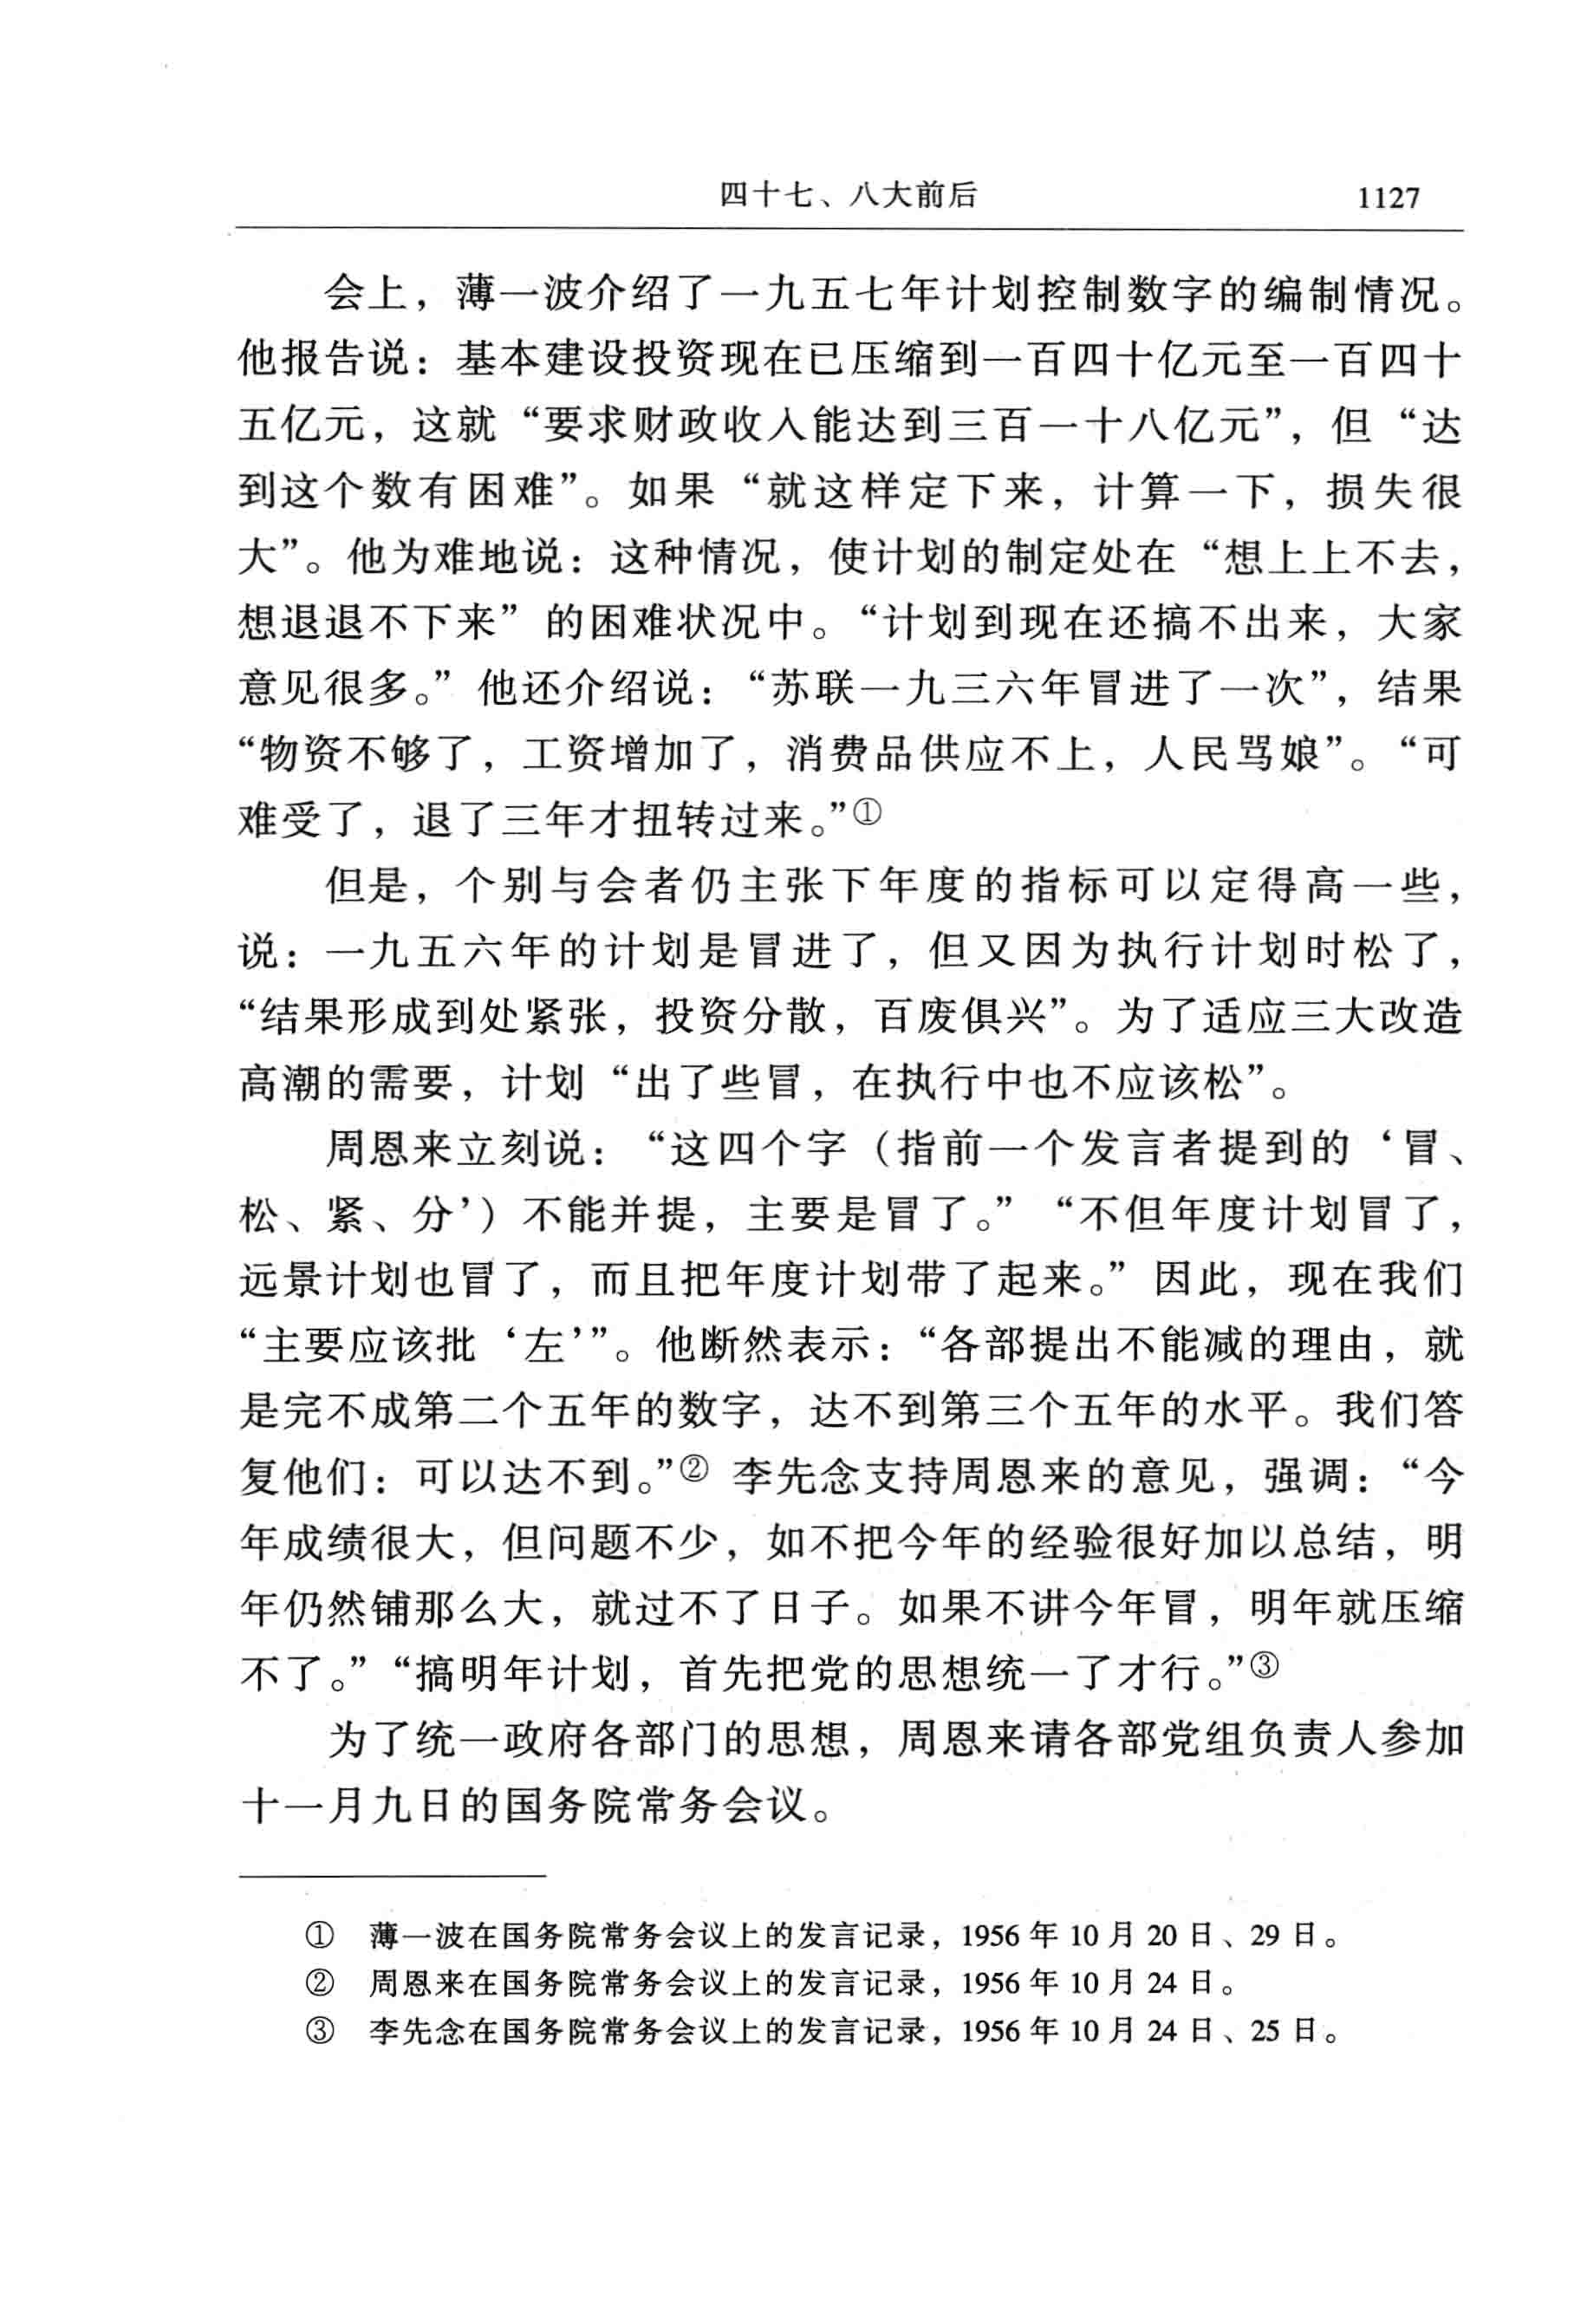 四十七、八大前后 1127
会上，薄一波介绍了一九五七年计划控制数字的编制情况。
他报告说：基本建设投资现在已压缩到一百四十亿元至一百四十
五亿元，这就“要求财政收入能达到三百一十八亿元”，但“达
到这个数有困难”。如果“就这样定下来，计算一下，损失很
大”。他为难地说：这种情况，使计划的制定处在“想上上不去，
想退退不下来”的困难状况中。“计划到现在还搞不出来，大家
意见很多。”他还介绍说：“苏联一九三六年冒进了一次”，结果
“物资不够了，工资增加了，消费品供应不上，人民骂娘”。“可
难受了，退了三年才扭转过来。”①
但是，个别与会者仍主张下年度的指标可以定得高一些，
说：一九五六年的计划是冒进了，但又因为执行计划时松了，
“结果形成到处紧张，投资分散，百废俱兴”。为了适应三大改造
高潮的需要，计划“出了些冒，在执行中也不应该松”。
周恩来立刻说：“这四个字（指前一个发言者提到的‘冒、
松、紧、分’）不能并提，主要是冒了。”“不但年度计划冒了，
远景计划也冒了，而且把年度计划带了起来。”因此，现在我们
“主要应该批‘左’”。他断然表示：“各部提出不能减的理由，就
是完不成第二个五年的数字，达不到第三个五年的水平。我们答
复他们：可以达不到。”② 李先念支持周恩来的意见，强调：“今
年成绩很大，但问题不少，如不把今年的经验很好加以总结，明
年仍然铺那么大，就过不了日子。如果不讲今年冒，明年就压缩
不了。”“搞明年计划，首先把党的思想统一了才行。”③
为了统一政府各部门的思想，周恩来请各部党组负责人参加
十一月九日的国务院常务会议。
① 薄一波在国务院常务会议上的发言记录，1956 年 10 月 20 日、29 日。
② 周恩来在国务院常务会议上的发言记录，1956 年 10 月 24 日。
③ 李先念在国务院常务会议上的发言记录，1956 年 10 月 24 日、25 日。